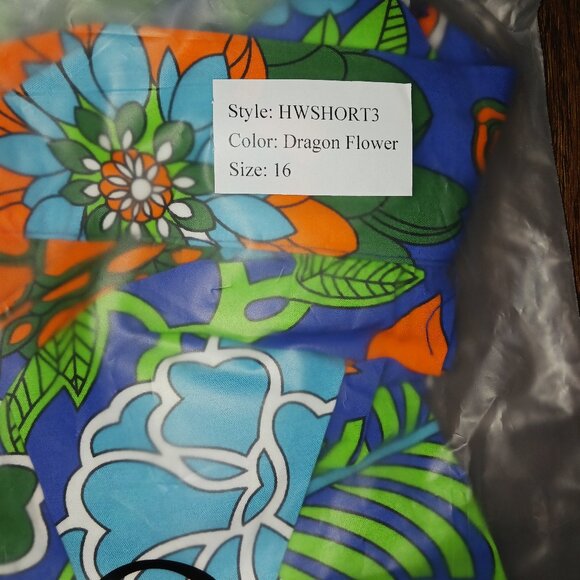 Style: HWSHORT3
Color: Dragon Flower
Size: 16